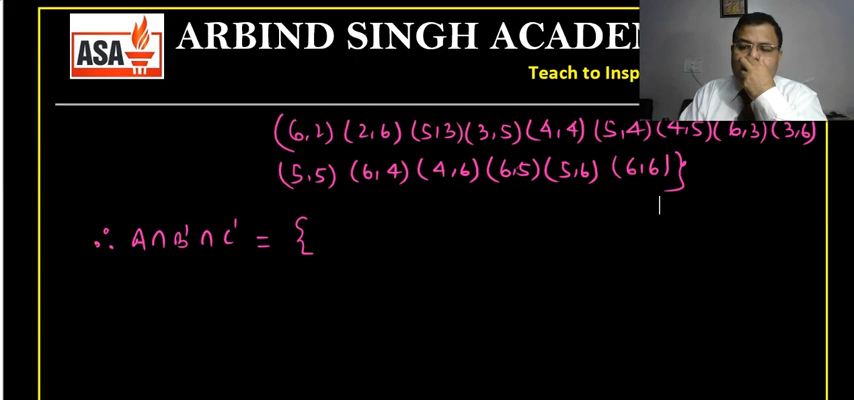 ASA
ARBIND SINGH ACADEM
Teach to Insp
(6,2) (2,6) (5,3) (3,5) (4,4) (5,4) (4,5) (6,3) (3,6)
(5,5) (6,4) (4,6) (6,5) (5,6) (6,6)}
∴ A∩B'∩C' = {